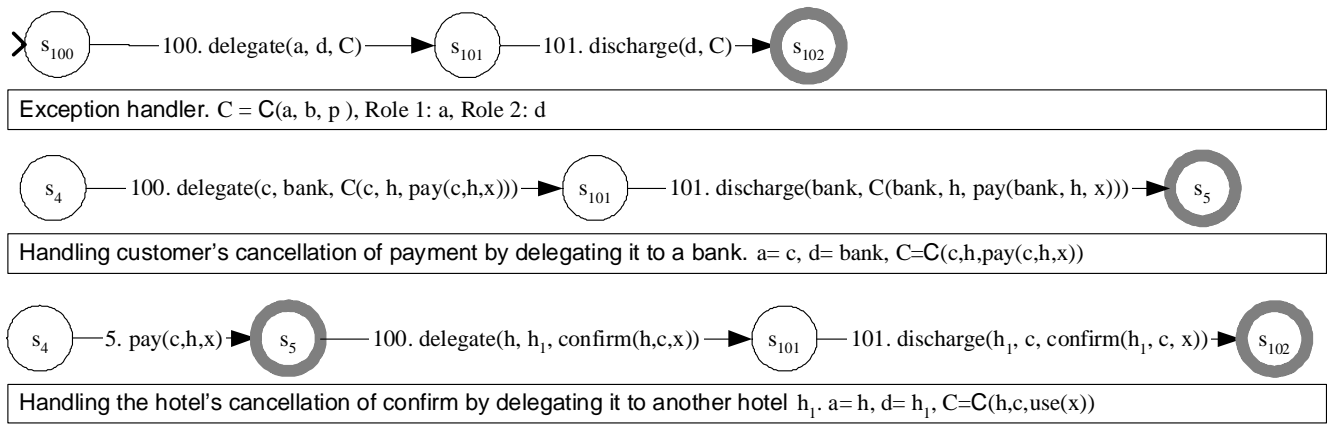 s100 100. delegate(a, d, C) s101 101. discharge(d, C) s102
Exception handler. C = C(a, b, p ), Role 1: a, Role 2: d
s4 100. delegate(c, bank, C(c, h, pay(c,h,x))) s101 101. discharge(bank, C(bank, h, pay(bank, h, x))) s5
Handling customer's cancellation of payment by delegating it to a bank. a= c, d= bank, C=C(c,h,pay(c,h,x))
s4 5. pay(c,h,x) s5 100. delegate(h, h1, confirm(h,c,x)) s101 101. discharge(h1, c, confirm(h1, c, x)) s102
Handling the hotel's cancellation of confirm by delegating it to another hotel h1. a= h, d= h1, C=C(h,c,use(x))